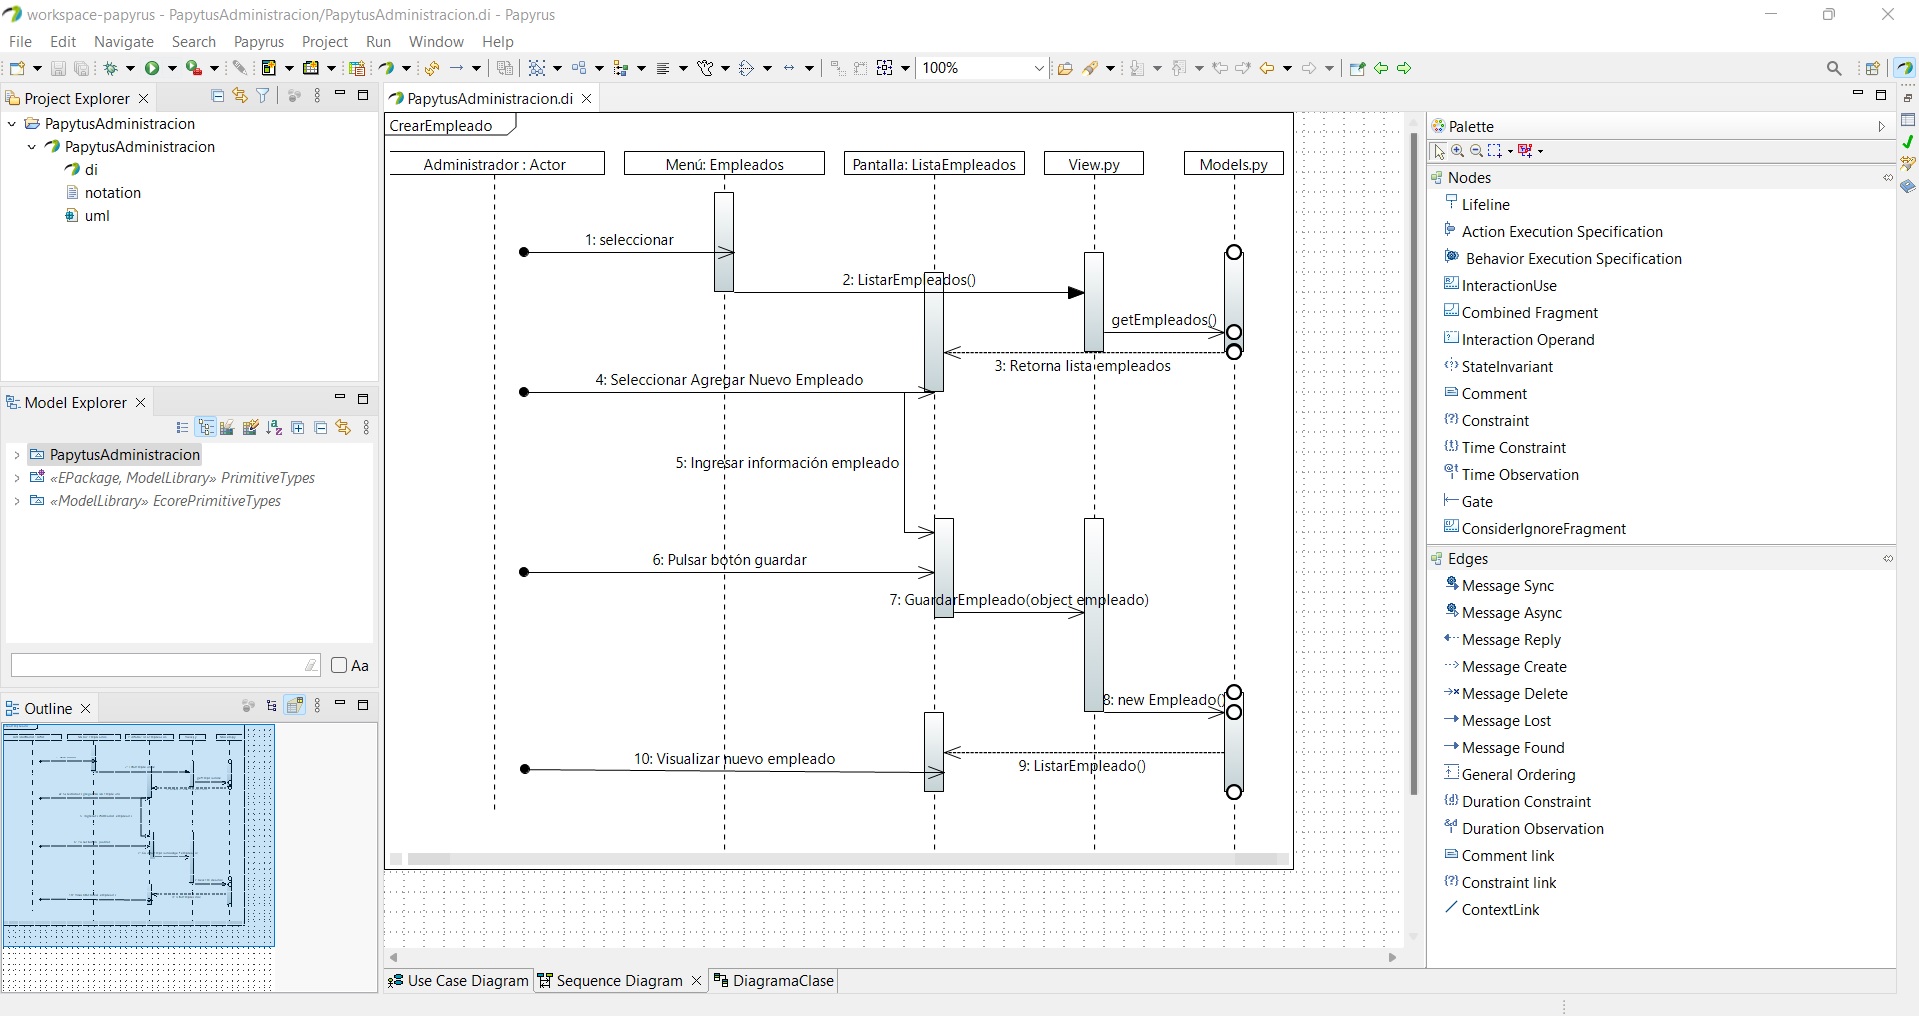 workspace-papyrus - PapytusAdministracion/PapytusAdministracion.di - Papyrus
File Edit Navigate Search Papyrus Project Run Window Help
100%
Project Explorer
PapytusAdministracion
PapytusAdministracion
di
notation
uml
Model Explorer
PapytusAdministracion
«EPackage, ModelLibrary» PrimitiveTypes
«ModelLibrary» EcorePrimitiveTypes
Aa
Outline
PapytusAdministracion.di
CrearEmpleado
Administrador : Actor
Menú: Empleados
Pantalla: ListaEmpleados
View.py
Models.py
1: seleccionar
2: ListarEmpleados()
getEmpleados()
3: Retorna lista empleados
4: Seleccionar Agregar Nuevo Empleado
5: Ingresar información empleado
6: Pulsar botón guardar
7: GuardarEmpleado(object empleado)
8: new Empleado()
10: Visualizar nuevo empleado
9: ListarEmpleado()
Use Case Diagram
Sequence Diagram
DiagramaClase
Palette
Nodes
Lifeline
Action Execution Specification
Behavior Execution Specification
InteractionUse
Combined Fragment
Interaction Operand
StateInvariant
Comment
Constraint
Time Constraint
Time Observation
Gate
ConsiderIgnoreFragment
Edges
Message Sync
Message Async
Message Reply
Message Create
Message Delete
Message Lost
Message Found
General Ordering
Duration Constraint
Duration Observation
Comment link
Constraint link
ContextLink